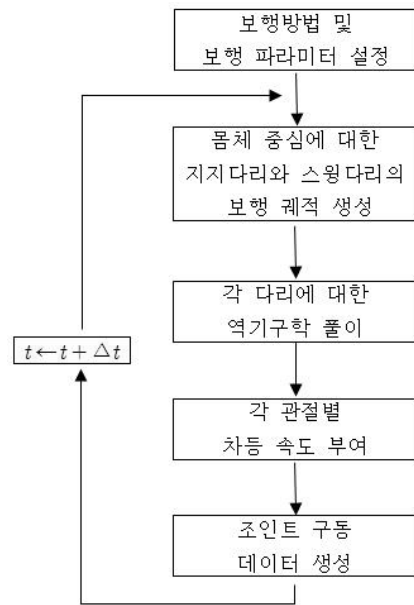 보행방법 및
보행 파라미터 설정
몸체 중심에 대한
지지다리와 스윙다리의
보행 궤적 생성
각 다리에 대한
역기구학 풀이
t←t+Δt
각 관절별
차등 속도 부여
조인트 구동
데이터 생성